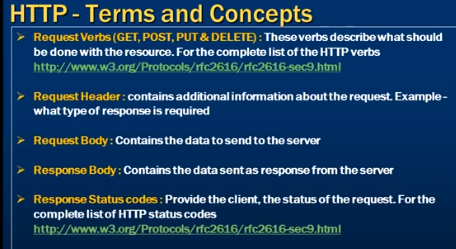 HTTP - Terms and Concepts
➤ Request Verbs (GET, POST, PUT & DELETE) : These verbs describe what should
be done with the resource. For the complete list of the HTTP verbs
http://www.w3.org/Protocols/rfc2616/rfc2616-sec9.html
➤ Request Header : contains additional information about the request. Example -
what type of response is required
➤ Request Body : Contains the data to send to the server
➤ Response Body : Contains the data sent as response from the server
➤ Response Status codes : Provide the client, the status of the request. For the
complete list of HTTP status codes
http://www.w3.org/Protocols/rfc2616/rfc2616-sec9.html